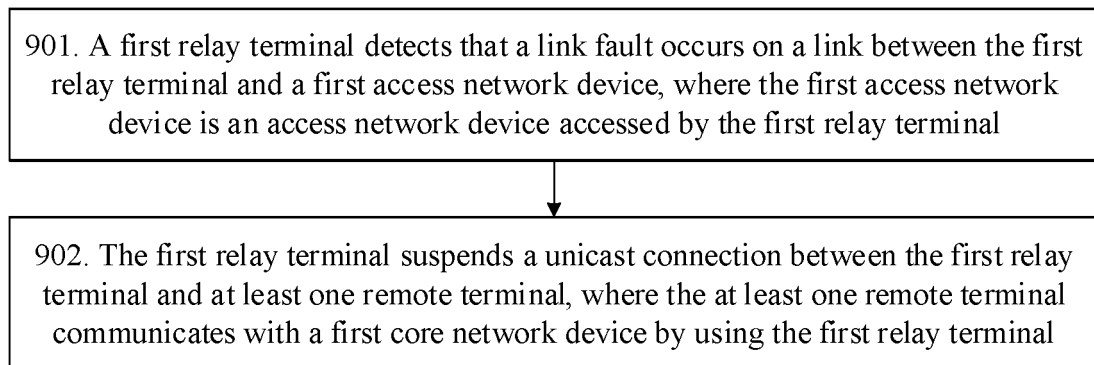 901. A first relay terminal detects that a link fault occurs on a link between the first
relay terminal and a first access network device, where the first access network
device is an access network device accessed by the first relay terminal
902. The first relay terminal suspends a unicast connection between the first relay
terminal and at least one remote terminal, where the at least one remote terminal
communicates with a first core network device by using the first relay terminal